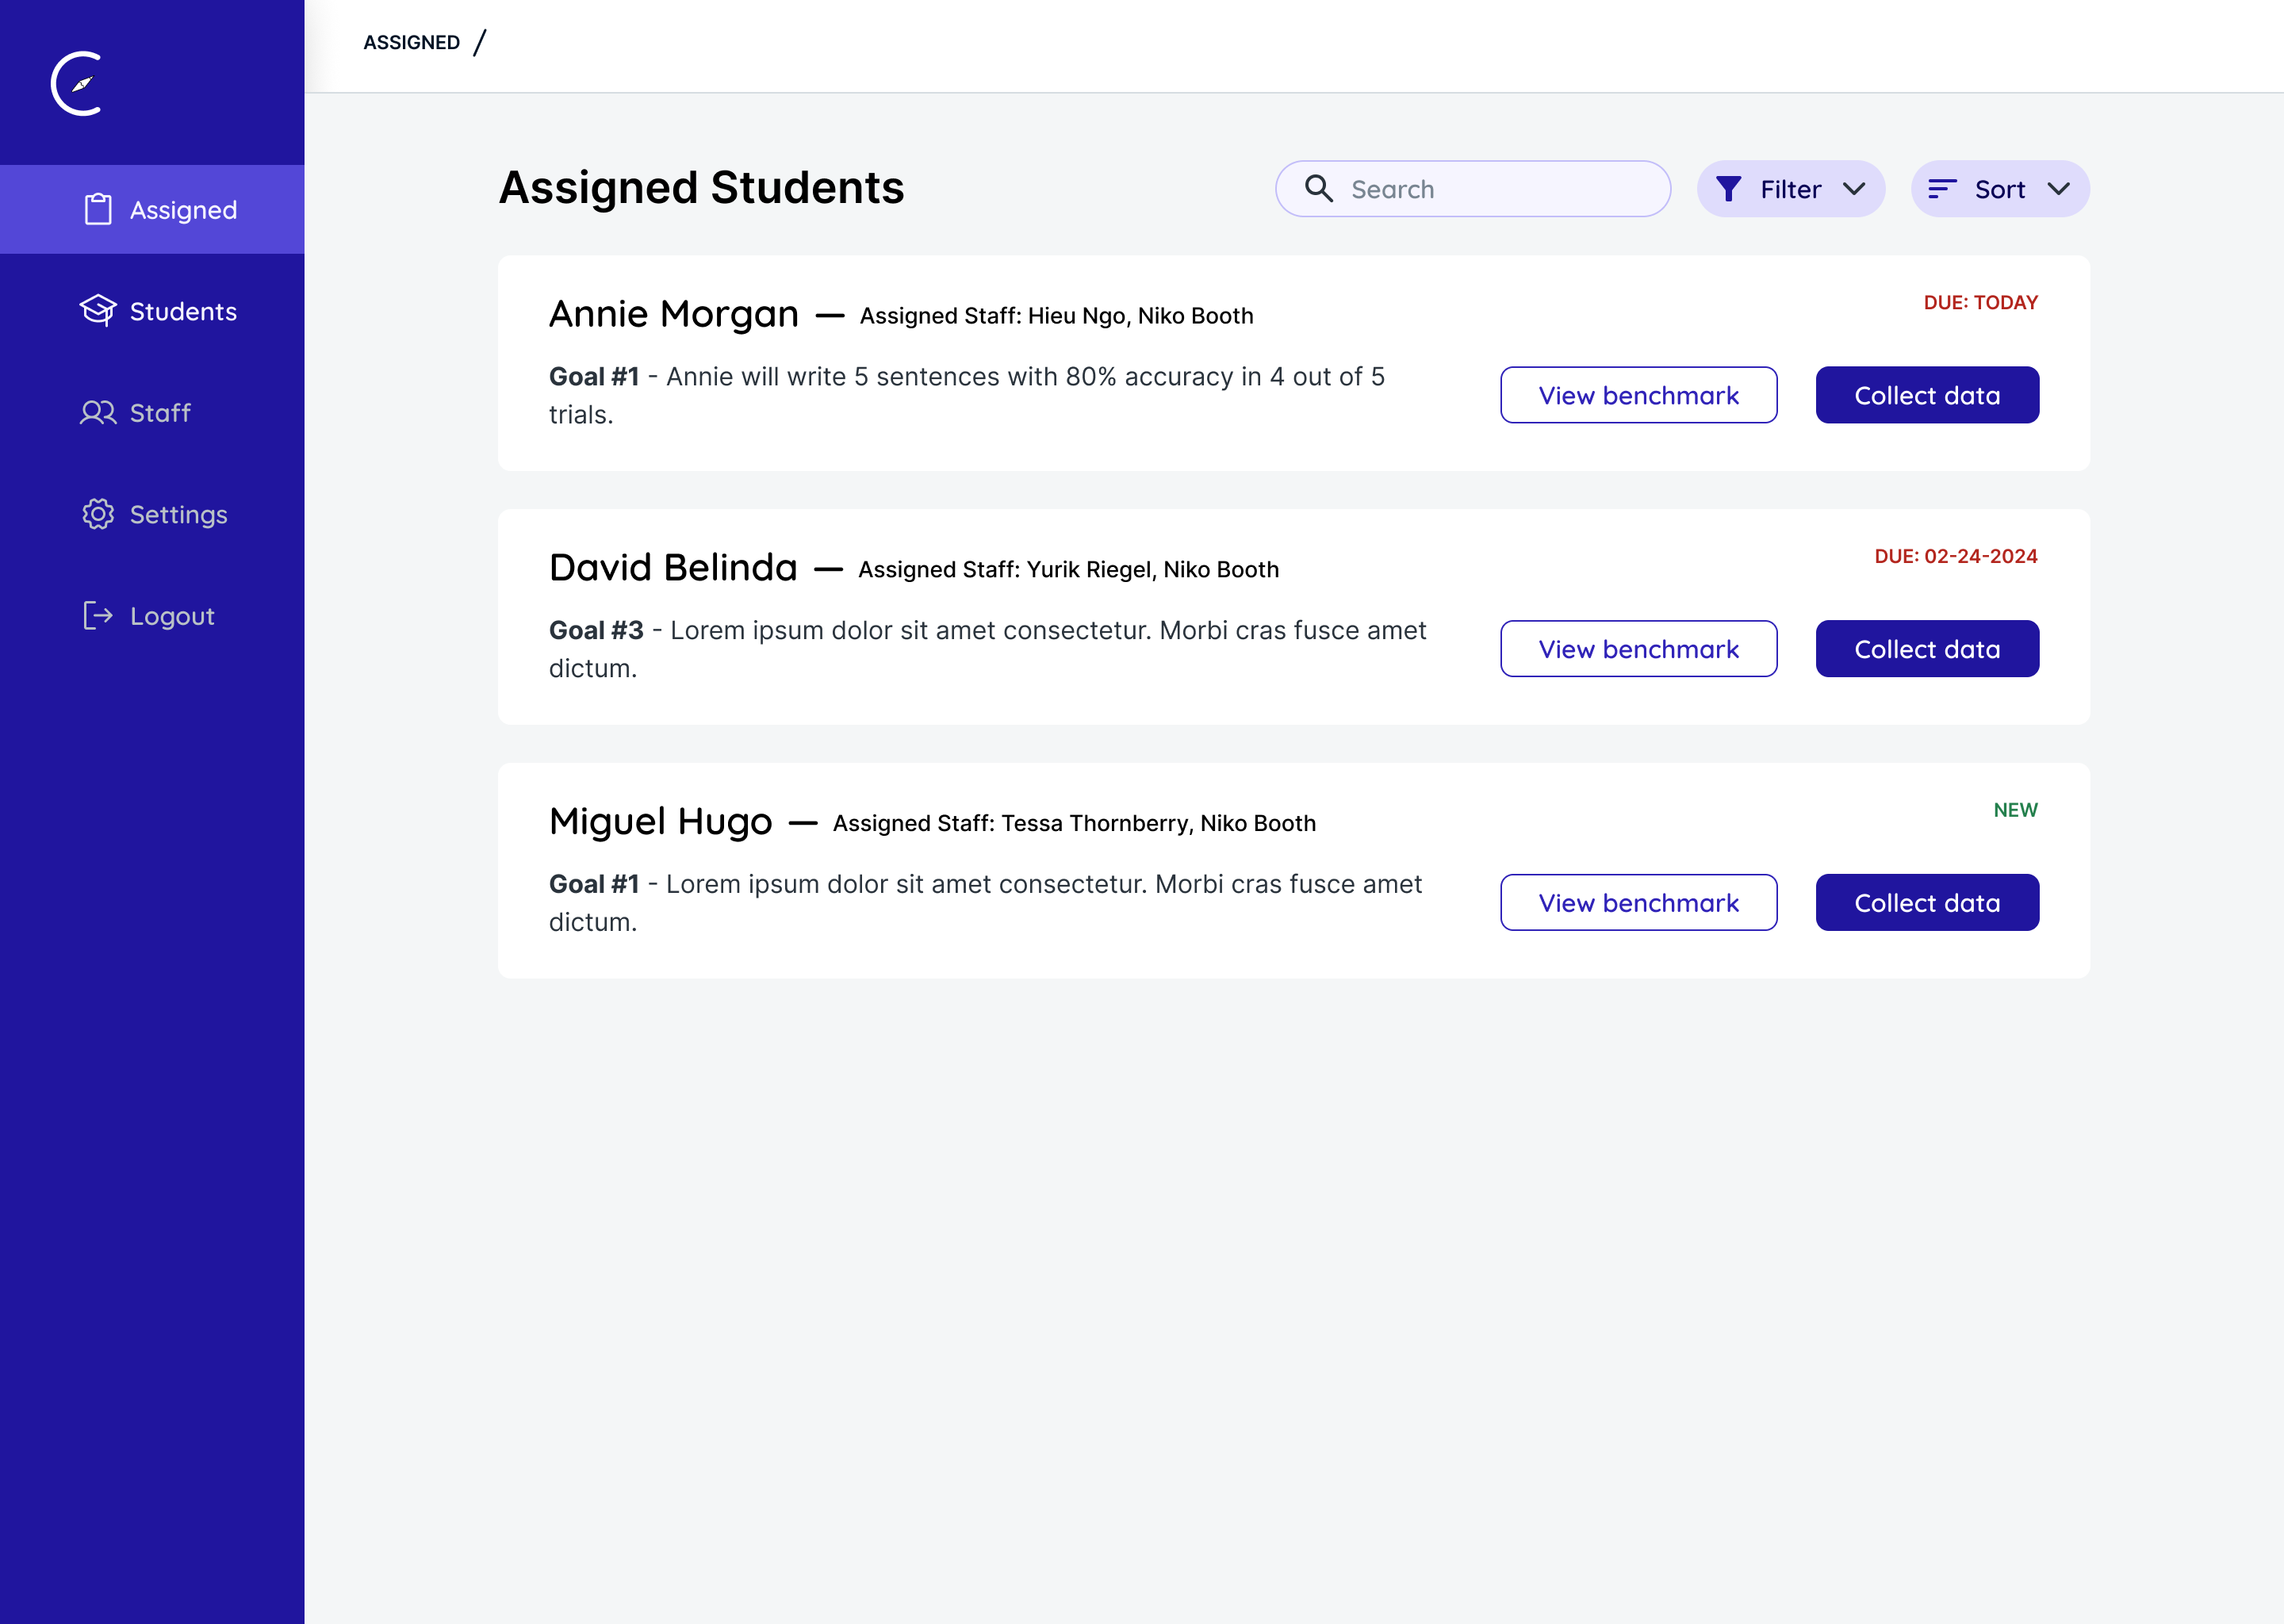 ASSIGNED /
Assigned
Students
Staff
Settings
Logout
Assigned Students
Search
Filter
Sort
Annie Morgan — Assigned Staff: Hieu Ngo, Niko Booth
DUE: TODAY
Goal #1 - Annie will write 5 sentences with 80% accuracy in 4 out of 5
trials.
View benchmark
Collect data
David Belinda — Assigned Staff: Yurik Riegel, Niko Booth
DUE: 02-24-2024
Goal #3 - Lorem ipsum dolor sit amet consectetur. Morbi cras fusce amet
dictum.
View benchmark
Collect data
Miguel Hugo — Assigned Staff: Tessa Thornberry, Niko Booth
NEW
Goal #1 - Lorem ipsum dolor sit amet consectetur. Morbi cras fusce amet
dictum.
View benchmark
Collect data